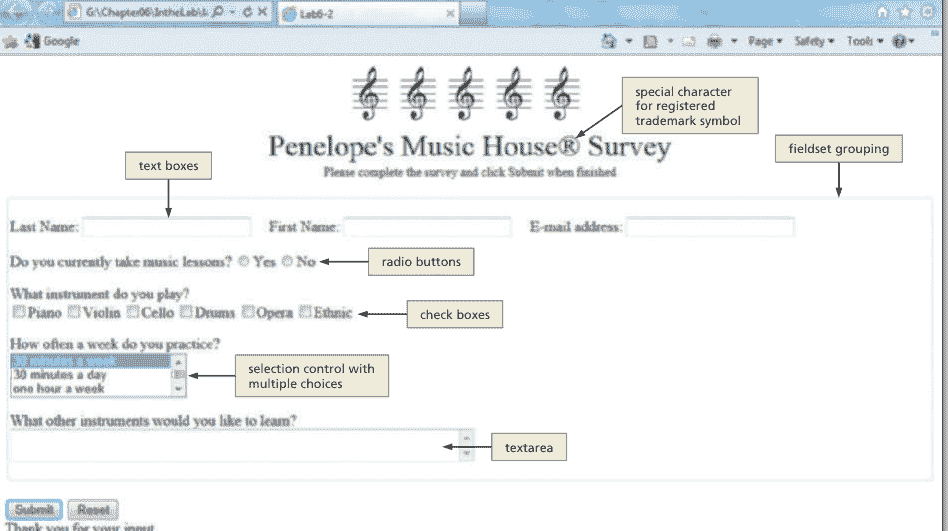 G:\Chapter06\IntheLab\
Lab6-2
Google
Page Safety Tools
special character
for registered
trademark symbol
Penelope's Music House® Survey
fieldset grouping
text boxes
Please complete the survey and click Submit when finished
Last Name: First Name: E-mail address:
Do you currently take music lessons? Yes No
radio buttons
What instrument do you play?
Piano Violin Cello Drums Opera Ethnic
check boxes
How often a week do you practice?
30 minutes a day
one hour a week
selection control with
multiple choices
What other instruments would you like to learn?
textarea
Submit Reset
Thank you for your input